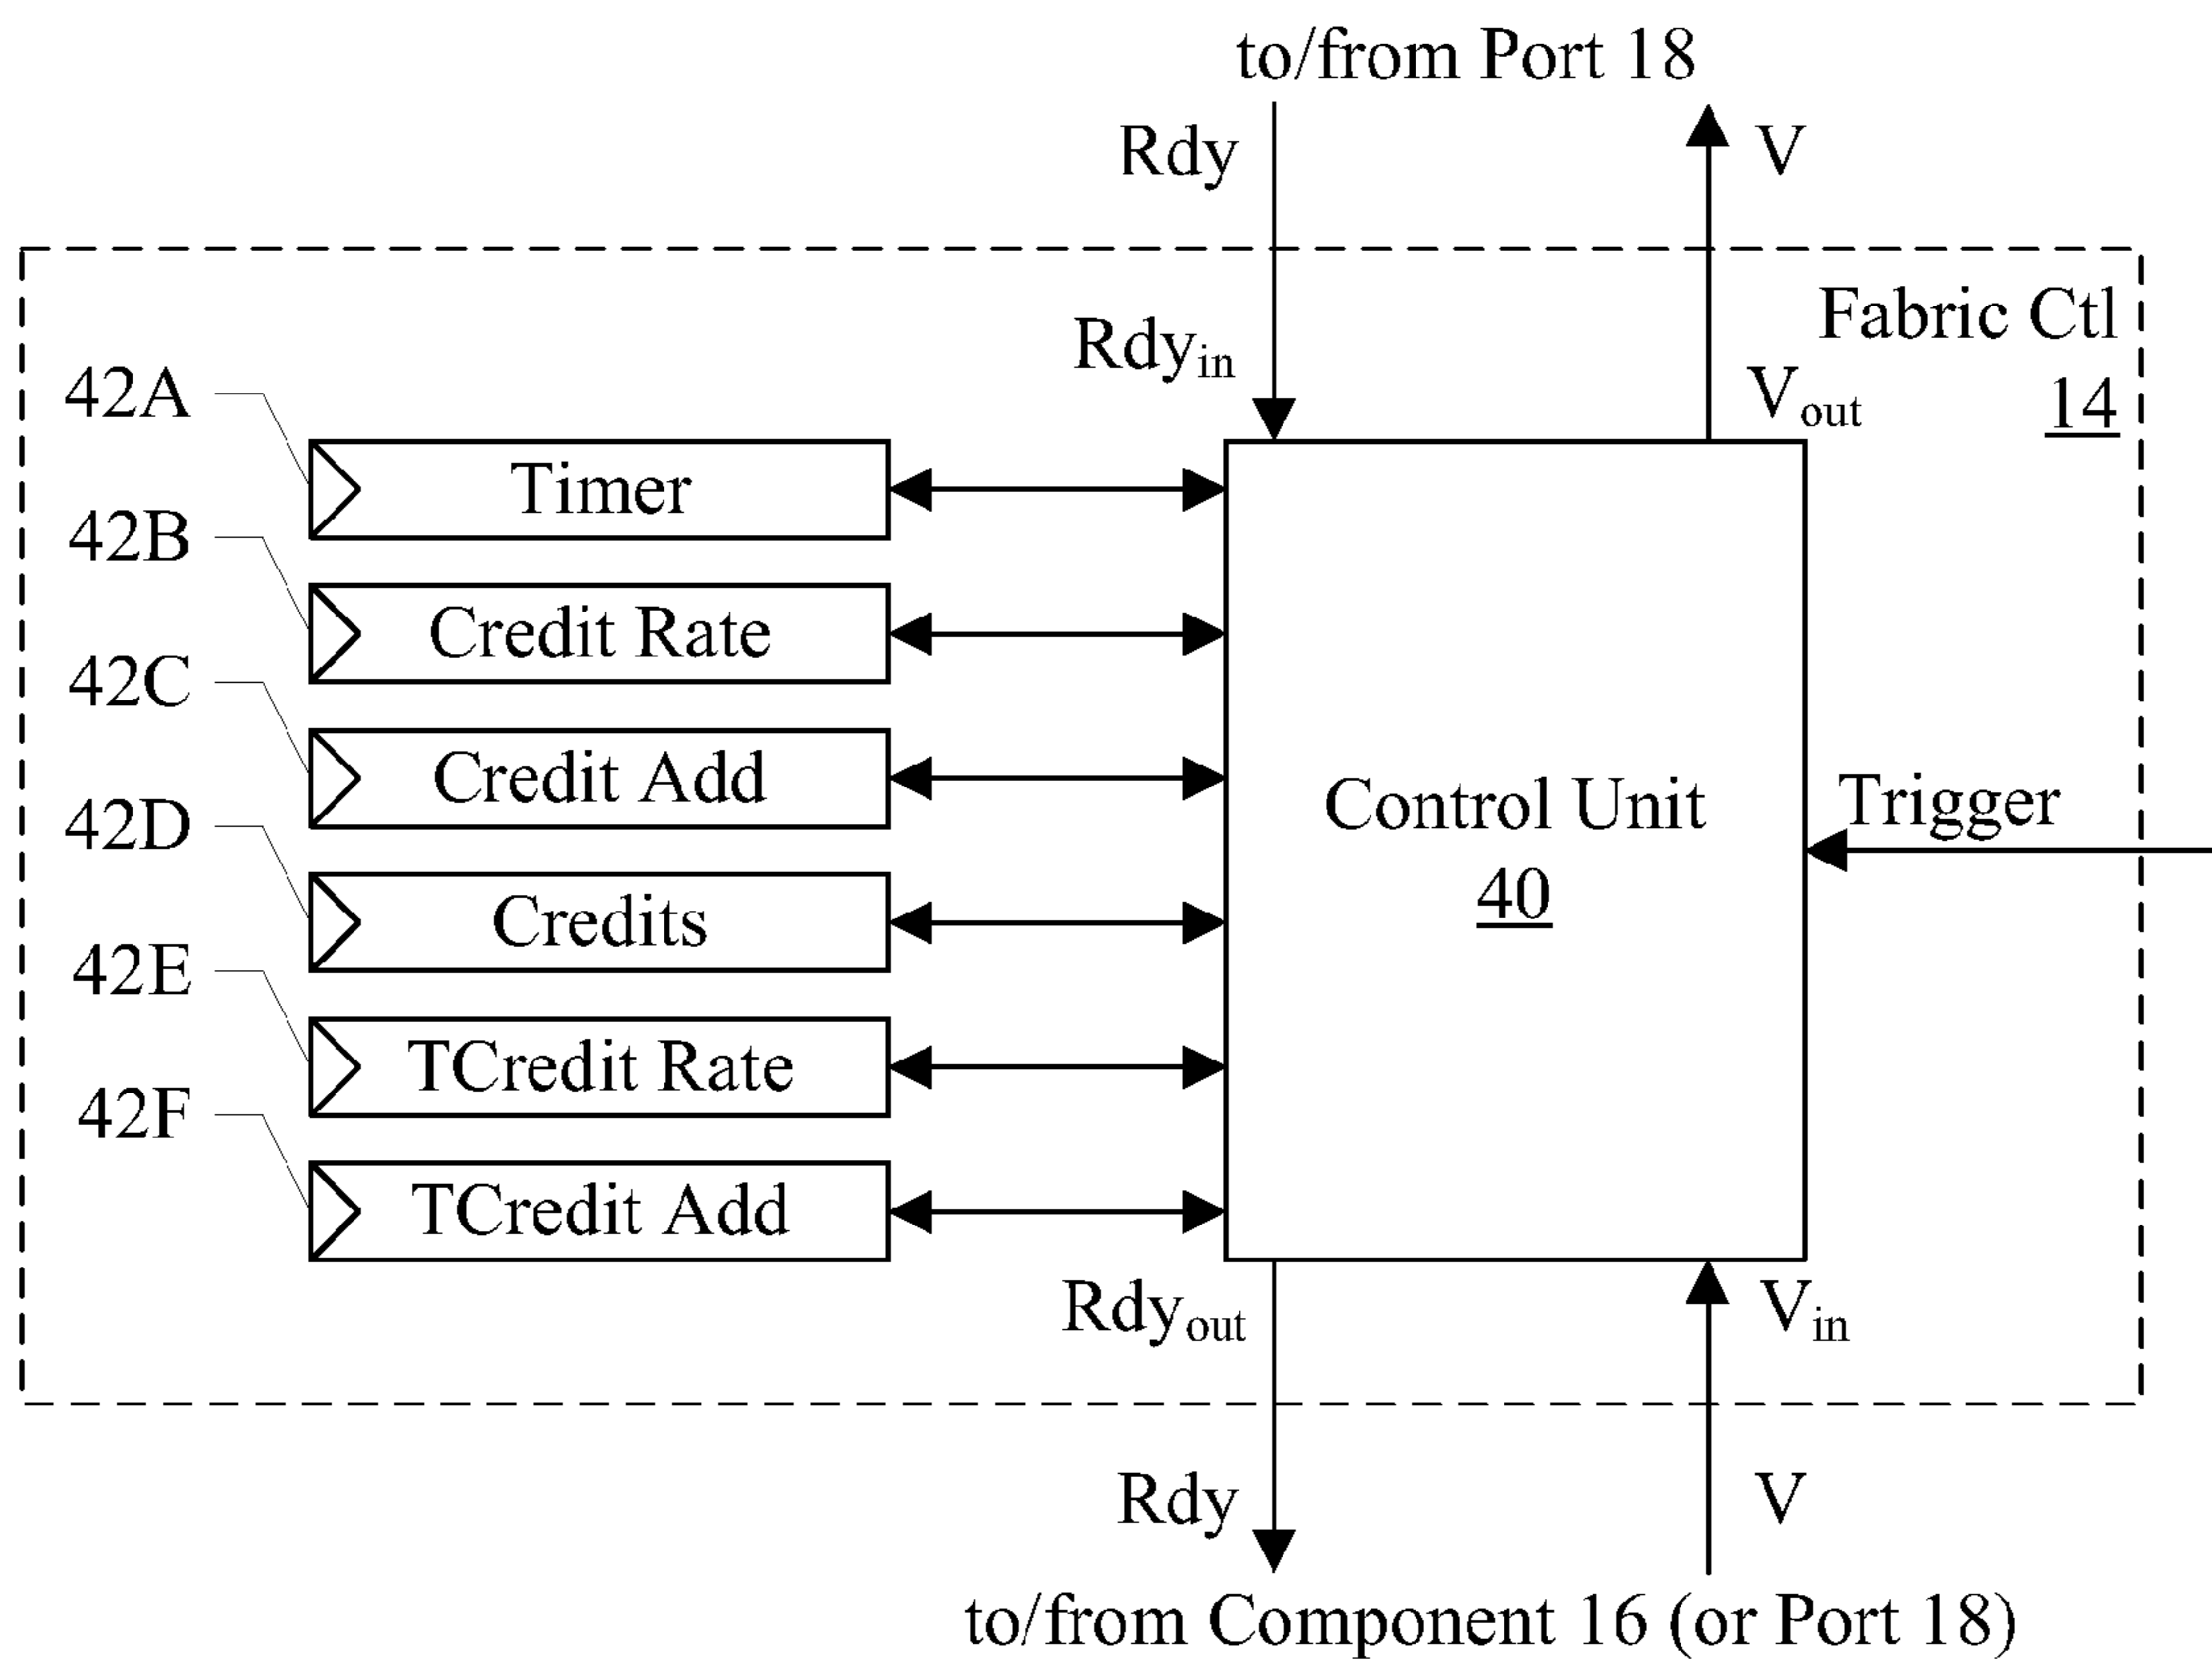 to/from Port 18
Rdy
V
Fabric Ctl
14
Rdyin
Vout
42A
Timer
42B
Credit Rate
42C
Credit Add
Control Unit
40
Trigger
42D
Credits
42E
TCredit Rate
42F
TCredit Add
Rdyout
Vin
Rdy
V
to/from Component 16 (or Port 18)